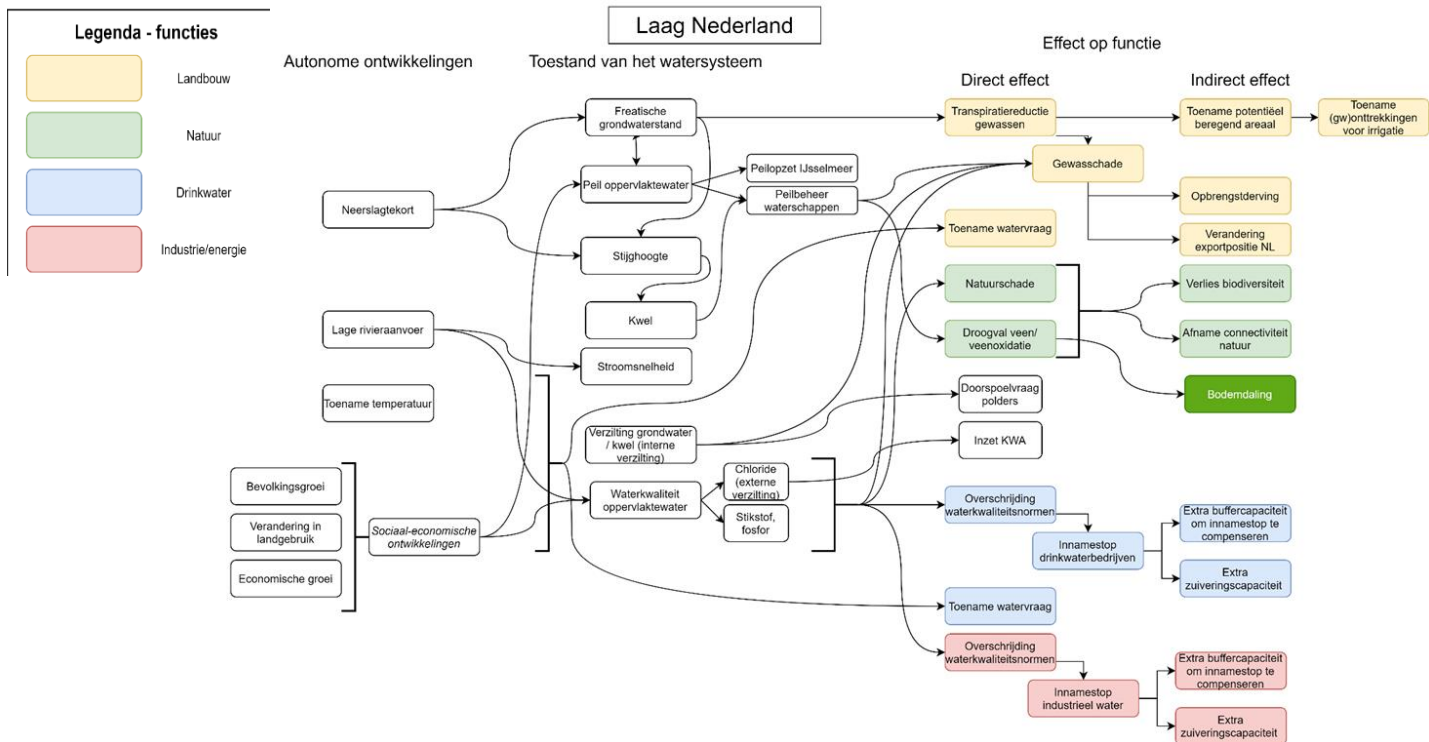 Laag Nederland
Legenda - functies
Landbouw
Natuur
Drinkwater
Industrie/energie
Autonome ontwikkelingen
Toestand van het watersysteem
Effect op functie
Direct effect
Indirect effect
Neerslagtekort
Lage rivieraanvoer
Toename temperatuur
Bevolkingsgroei
Verandering in
landgebruik
Economische groei
Sociaal-economische
ontwikkelingen
Freatische
grondwaterstand
Peil oppervlaktewater
Stijghoogte
Kwel
Stroomsnelheid
Verzilting grondwater
/ kwel (interne
verzilting)
Waterkwaliteit
oppervlaktewater
Peilopzet IJsselmeer
Peilbeheer
waterschappen
Chloride
(externe
verzilting)
Stikstof,
fosfor
Transpiratiereductie
gewassen
Gewasschade
Toename watervraag
Natuurschade
Droogval veen/
veenoxidatie
Doorspoelvraag
polders
Inzet KWA
Overschrijding
waterkwaliteitsnormen
Innamestop
drinkwaterbedrijven
Toename watervraag
Overschrijding
waterkwaliteitsnormen
Innamestop
industrieel water
Toename potentiëel
beregend areaal
Toename
(gw)onttrekkingen
voor irrigatie
Opbrengstderving
Verandering
exportpositie NL
Verlies biodiversiteit
Afname connectiviteit
natuur
Bodemdaling
Extra buffercapaciteit
om innamestop te
compenseren
Extra
zuiveringscapaciteit
Extra buffercapaciteit
om innamestop te
compenseren
Extra
zuiveringscapaciteit